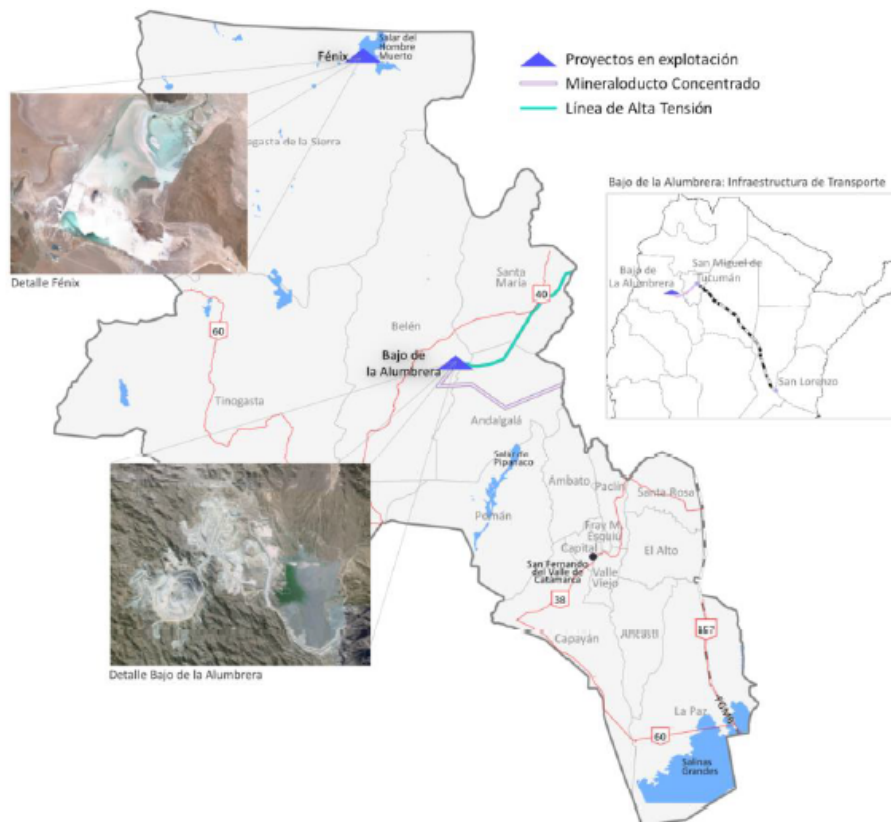 Salar del
Hombre
Muerto
Fénix
Proyectos en explotación
Mineraloducto Concentrado
Línea de Alta Tensión
agasta de la Sierra
Bajo de la Alumbrera: Infraestructura de Transporte
San Miguel de
Tucumán
Bajo de
La Alumbrera
San Lorenzo
Detalle Fénix
Santa
María
40
60
Belén
Bajo de
la Alumbrera
Tinogasta
Andalgalá
Salar de
Pipanaco
Ambato
Paclín
Santa Rosa
Pomán
Fray M.
Esquiú
Capital
El Alto
San Fernando
del Valle de
Catamarca
Valle
Viejo
38
Capayán
157
Detalle Bajo de la Alumbrera
La Paz
60
Salinas
Grandes